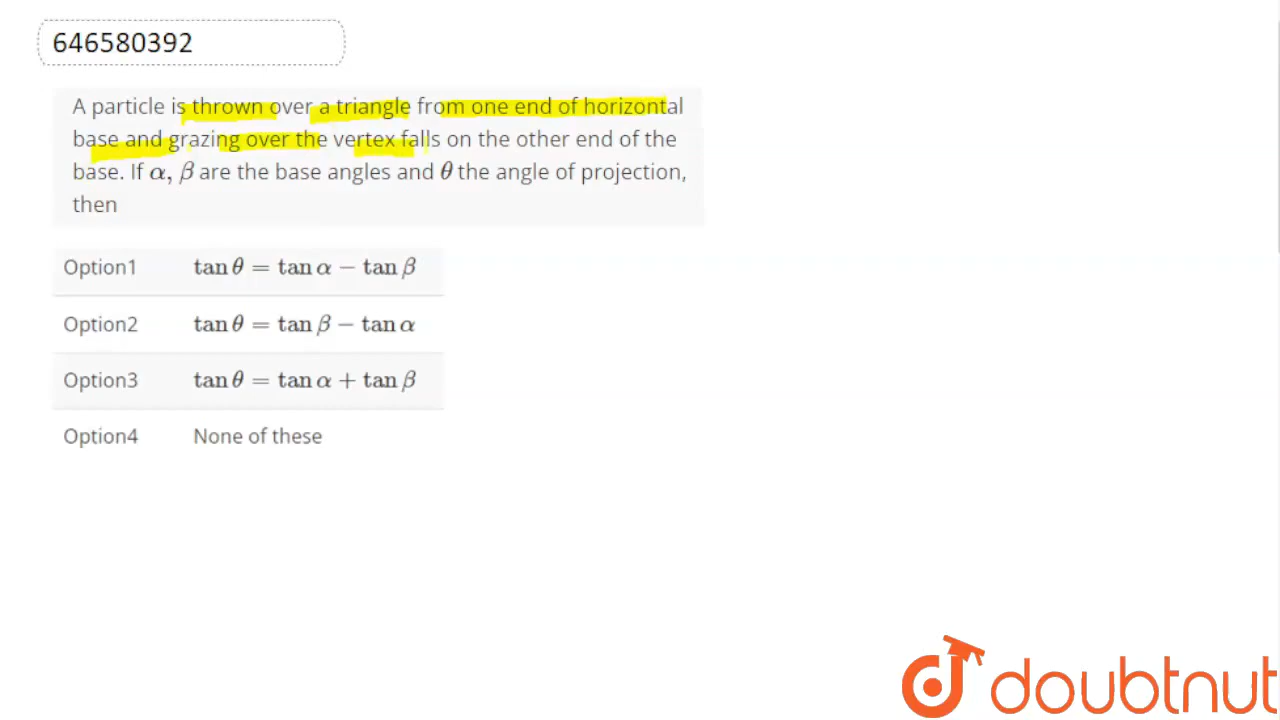 646580392
A particle is thrown over a triangle from one end of horizontal
base and grazing over the vertex falls on the other end of the
base. If α, β are the base angles and θ the angle of projection,
then
Option1 tan θ = tan α − tan β
Option2 tan θ = tan β − tan α
Option3 tan θ = tan α + tan β
Option4 None of these
doubtnut